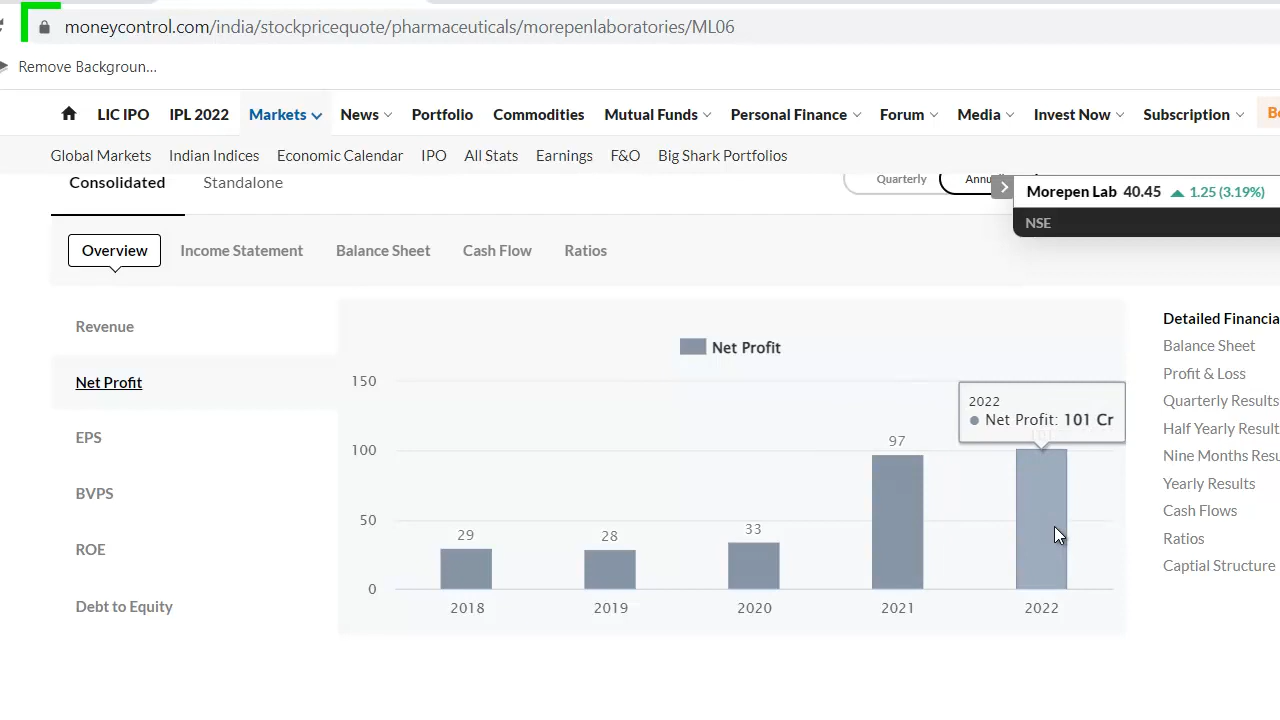 moneycontrol.com/india/stockpricequote/pharmaceuticals/morepenlaboratories/ML06
Remove Backgroun...
LIC IPO IPL 2022 Markets News Portfolio Commodities Mutual Funds Personal Finance Forum Media Invest Now Subscription
Global Markets Indian Indices Economic Calendar IPO All Stats Earnings F&O Big Shark Portfolios
Consolidated Standalone Quarterly
Morepen Lab 40.45 1.25 (3.19%)
NSE
Overview Income Statement Balance Sheet Cash Flow Ratios
Revenue
Net Profit
EPS
BVPS
ROE
Debt to Equity
Net Profit
150
100
50
0
29
28
33
97
2022
Net Profit: 101 Cr
2018 2019 2020 2021 2022
Detailed Financia
Balance Sheet
Profit & Loss
Quarterly Results
Half Yearly Result
Nine Months Resu
Yearly Results
Cash Flows
Ratios
Captial Structure